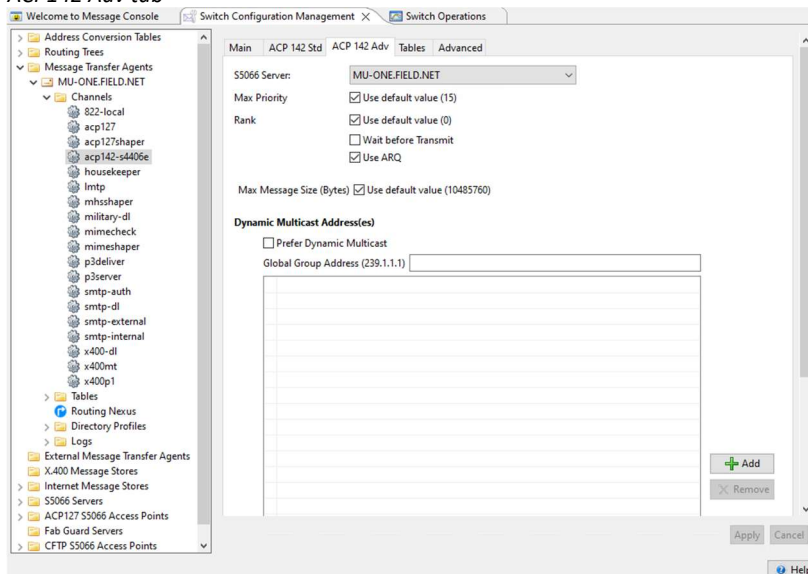 ACP142 Adv tab
Welcome to Message Console
Switch Configuration Management
Switch Operations
Address Conversion Tables
Routing Trees
Message Transfer Agents
MU-ONE.FIELD.NET
Channels
822-local
acp127
acp127shaper
acp142-s4406e
housekeeper
lmtp
mhsshaper
military-dl
mimecheck
mimeshaper
p3deliver
p3server
smtp-auth
smtp-dl
smtp-external
smtp-internal
x400-dl
x400mt
x400p1
Tables
Routing Nexus
Directory Profiles
Logs
External Message Transfer Agents
X.400 Message Stores
Internet Message Stores
S5066 Servers
ACP127 S5066 Access Points
Fab Guard Servers
CFTP S5066 Access Points
Main ACP 142 Std ACP 142 Adv Tables Advanced
S5066 Server: MU-ONE.FIELD.NET
Max Priority Use default value (15)
Rank Use default value (0)
Wait before Transmit
Use ARQ
Max Message Size (Bytes) Use default value (10485760)
Dynamic Multicast Address(es)
Prefer Dynamic Multicast
Global Group Address (239.1.1.1)
Add
Remove
Apply Cancel
Help